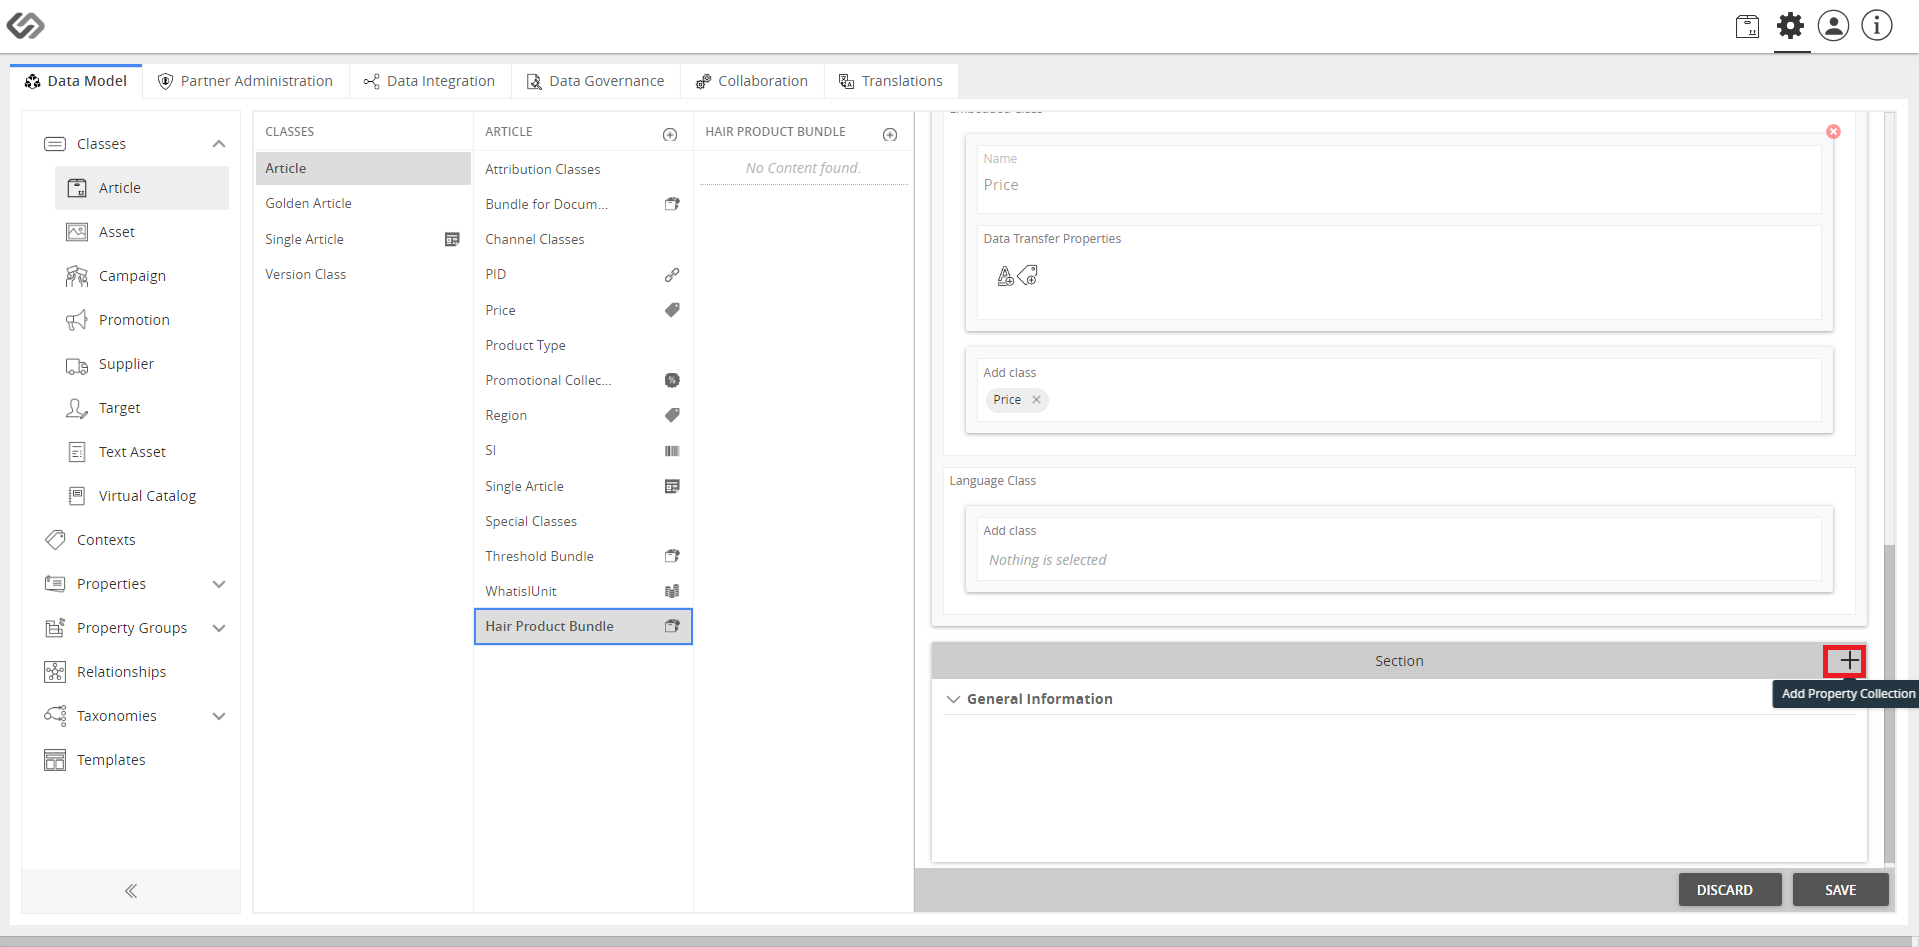 Data Model
Partner Administration
Data Integration
Data Governance
Collaboration
Translations
Classes
Article
Asset
Campaign
Promotion
Supplier
Target
Text Asset
Virtual Catalog
Contexts
Properties
Property Groups
Relationships
Taxonomies
Templates
CLASSES
Article
Golden Article
Single Article
Version Class
ARTICLE
Attribution Classes
Bundle for Docum...
Channel Classes
PID
Price
Product Type
Promotional Collec...
Region
SI
Single Article
Special Classes
Threshold Bundle
WhatisIUnit
Hair Product Bundle
HAIR PRODUCT BUNDLE
No Content found.
Name
Price
Data Transfer Properties
Add class
Price
Language Class
Add class
Nothing is selected
Section
Add Property Collection
General Information
DISCARD
SAVE